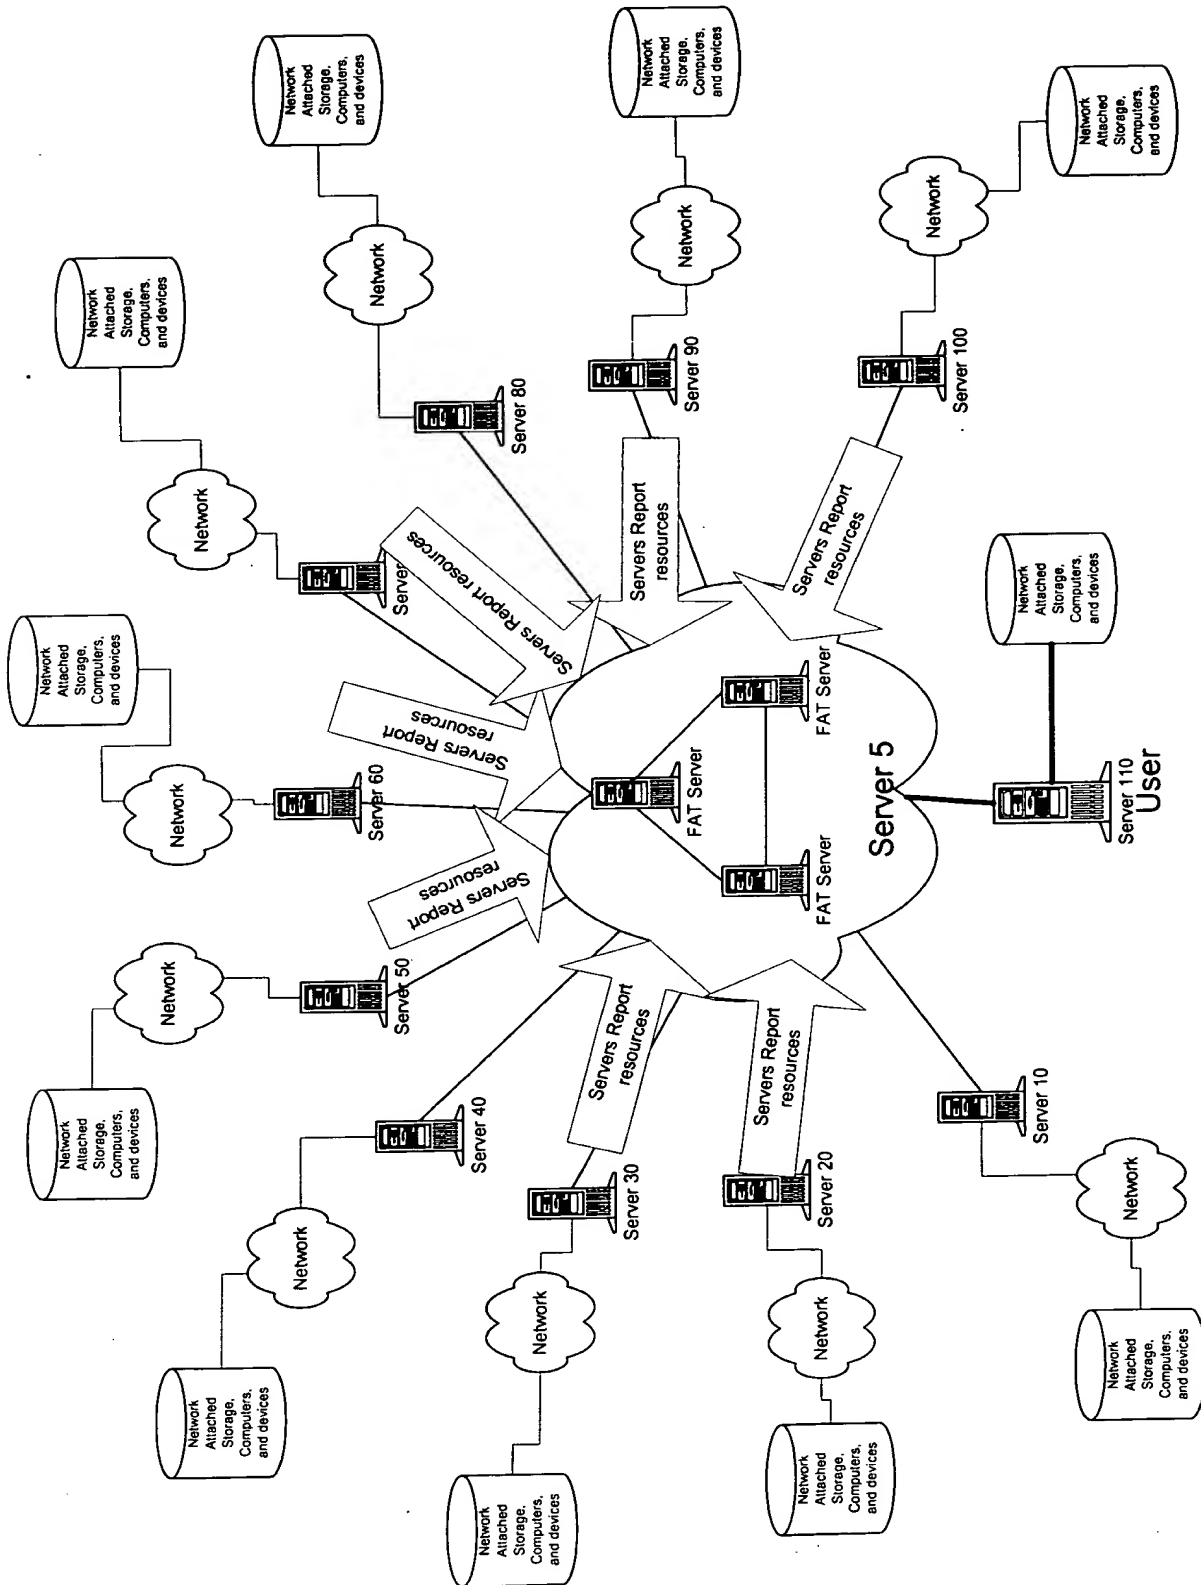 Network
Attached
Storage,
Computers,
and devices
Network
Server 10
Network
Attached
Storage,
Computers,
and devices
Network
Server 20
Servers Report
resources
Network
Attached
Storage,
Computers,
and devices
Network
Server 30
Servers Report
resources
Network
Attached
Storage,
Computers,
and devices
Network
Server 40
Network
Attached
Storage,
Computers,
and devices
Network
Server 50
Servers Report
resources
Network
Attached
Storage,
Computers,
and devices
Network
Server 60
Servers Report
resources
Network
Attached
Storage,
Computers,
and devices
Network
Server
Servers Report resources
Network
Attached
Storage,
Computers,
and devices
Network
Server 80
Network
Attached
Storage,
Computers,
and devices
Network
Server 90
Servers Report
resources
Network
Attached
Storage,
Computers,
and devices
Network
Server 100
Servers Report
resources
FAT Server
FAT Server
FAT Server
Server 5
Network
Attached
Storage,
Computers,
and devices
Server 110
User